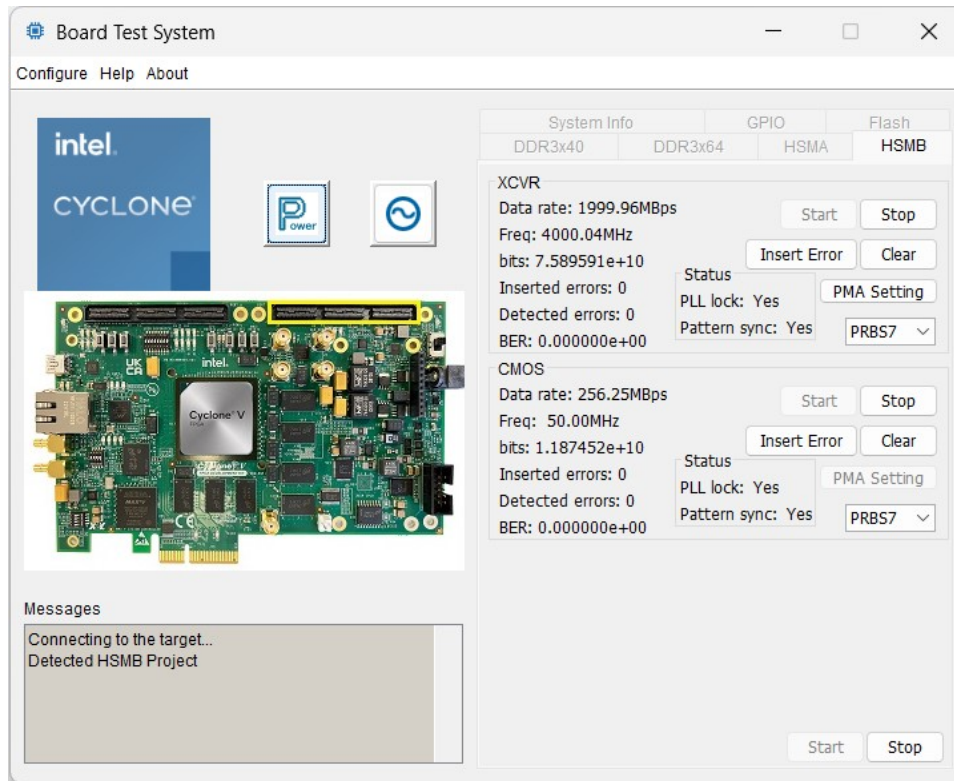 Board Test System
Configure Help About
intel.
CYCLONE®
Power
System Info GPIO Flash
DDR3x40 DDR3x64 HSMA HSMB
XCVR
Data rate: 1999.96MBps
Start Stop
Freq: 4000.04MHz
Insert Error Clear
bits: 7.589591e+10
Inserted errors: 0
Detected errors: 0
BER: 0.000000e+00
Status
PLL lock: Yes
Pattern sync: Yes
PMA Setting
PRBS7
CMOS
Data rate: 256.25MBps
Start Stop
Freq: 50.00MHz
Insert Error Clear
bits: 1.187452e+10
Inserted errors: 0
Detected errors: 0
BER: 0.000000e+00
Status
PLL lock: Yes
Pattern sync: Yes
PMA Setting
PRBS7
UK
CA
intel.
Cyclone® V
FPGA
CE
Messages
Connecting to the target...
Detected HSMB Project
Start Stop